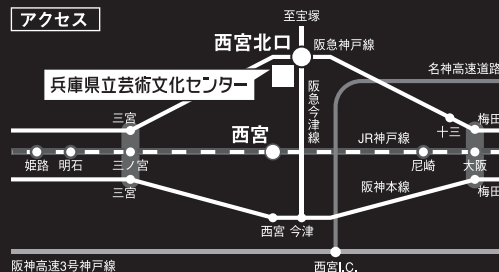 アクセス
至宝塚
西宮北口
阪急神戸線
名神高速道路
兵庫県立芸術文化センター
阪急今津線
三宮
西宮
JR神戸線
十三
梅田
姫路
明石
三ノ宮
尼崎
大阪
三宮
阪神本線
梅田
西宮
今津
阪神高速3号神戸線
西宮I.C.